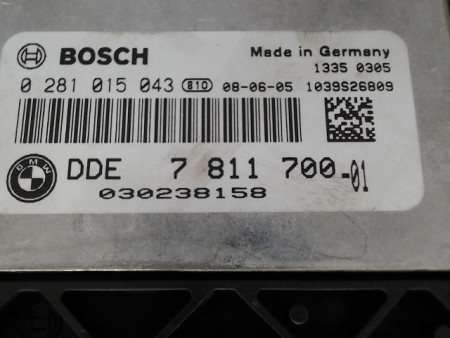 BOSCH Made in Germany
1335 0305
0 281 015 043 810 08-06-05 1039S26809
BMW DDE 7 811 700-01
030238158